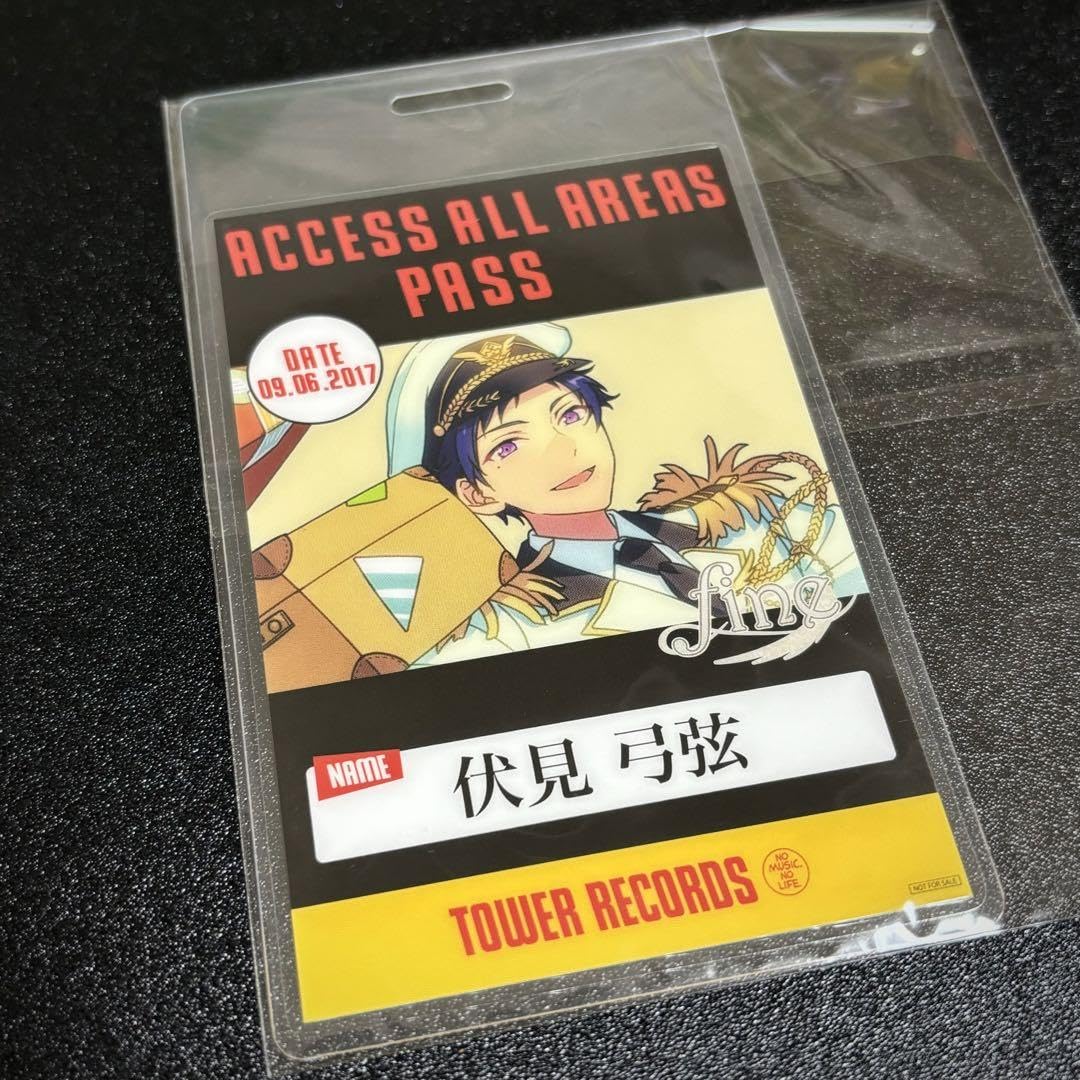 ACCESS ALL AREAS
PASS
DATE
09.06.2017
fine
NAME
伏見 弓弦
TOWER RECORDS
NO
MUSIC.
NO
LIFE.
NOT FOR SALE